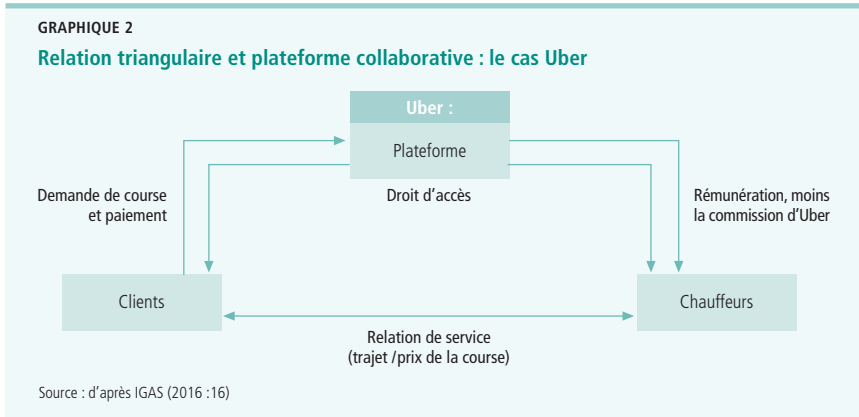 GRAPHIQUE 2
Relation triangulaire et plateforme collaborative : le cas Uber
Uber :
Plateforme
Demande de course
et paiement
Droit d'accès
Rémunération, moins
la commission d'Uber
Clients
Chauffeurs
Relation de service
(trajet /prix de la course)
Source : d'après IGAS (2016 :16)